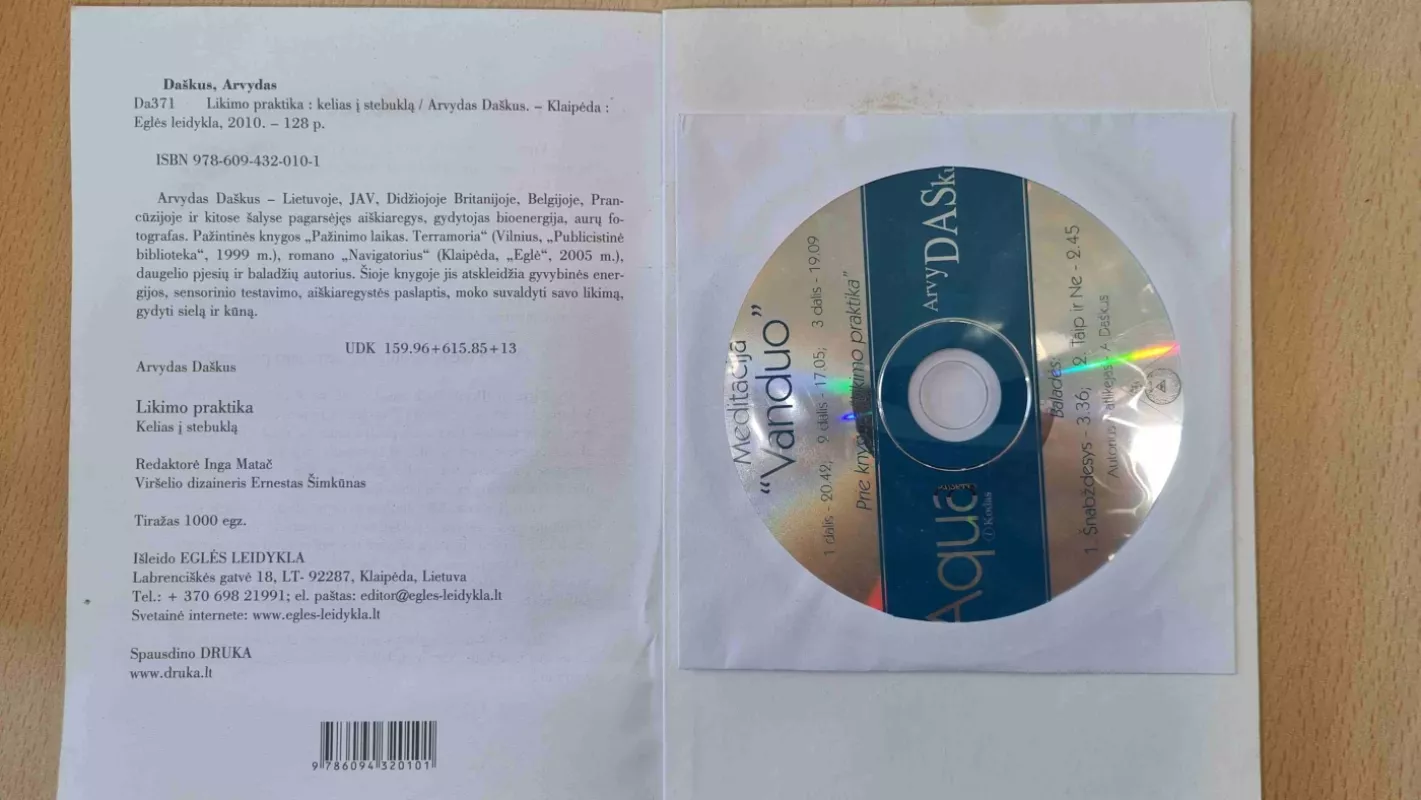 Daškus, Arvydas
Da371 Likimo praktika : kelias į stebuklą / Arvydas Daškus. – Klaipėda :
Eglės leidykla, 2010. – 128 p.
ISBN 978-609-432-010-1
Arvydas Daškus – Lietuvoje, JAV, Didžiojoje Britanijoje, Belgijoje, Pran-
cūzijoje ir kitose šalyse pagarsėjęs aiškiaregys, gydytojas bioenergija, aurų fo-
tografas. Pažintinės knygos „Pažinimo laikas. Terramoria“ (Vilnius, „Publicistinė
biblioteka“, 1999 m.), romano „Navigatorius“ (Klaipėda, „Eglė“, 2005 m.),
daugelio pjesių ir baladžių autorius. Šioje knygoje jis atskleidžia gyvybinės ener-
gijos, sensorinio testavimo, aiškiaregystės paslaptis, moko suvaldyti savo likimą,
gydyti sielą ir kūną.
UDK 159.96+615.85+13
Arvydas Daškus
Likimo praktika
Kelias į stebuklą
Redaktorė Inga Matač
Viršelio dizaineris Ernestas Šimkūnas
Tiražas 1000 egz.
Išleido EGLĖS LEIDYKLA
Labrenciškės gatvė 18, LT- 92287, Klaipėda, Lietuva
Tel.: + 370 698 21991; el. paštas: editor@egles-leidykla.lt
Svetainė internete: www.egles-leidykla.lt
Spausdino DRUKA
www.druka.lt
9 786094 320101
Meditacija
“Vanduo”
1 dalis - 20.42; 2 dalis - 17.05; 3 dalis - 19.09
Prie knygos likimo praktika”
Aqua ArvyDASk
Kodas
Baladės:
1. Šnabždesys - 3.36; 2. Taip ir Ne - 2.45
Autorius atlikėjas - A Daškus